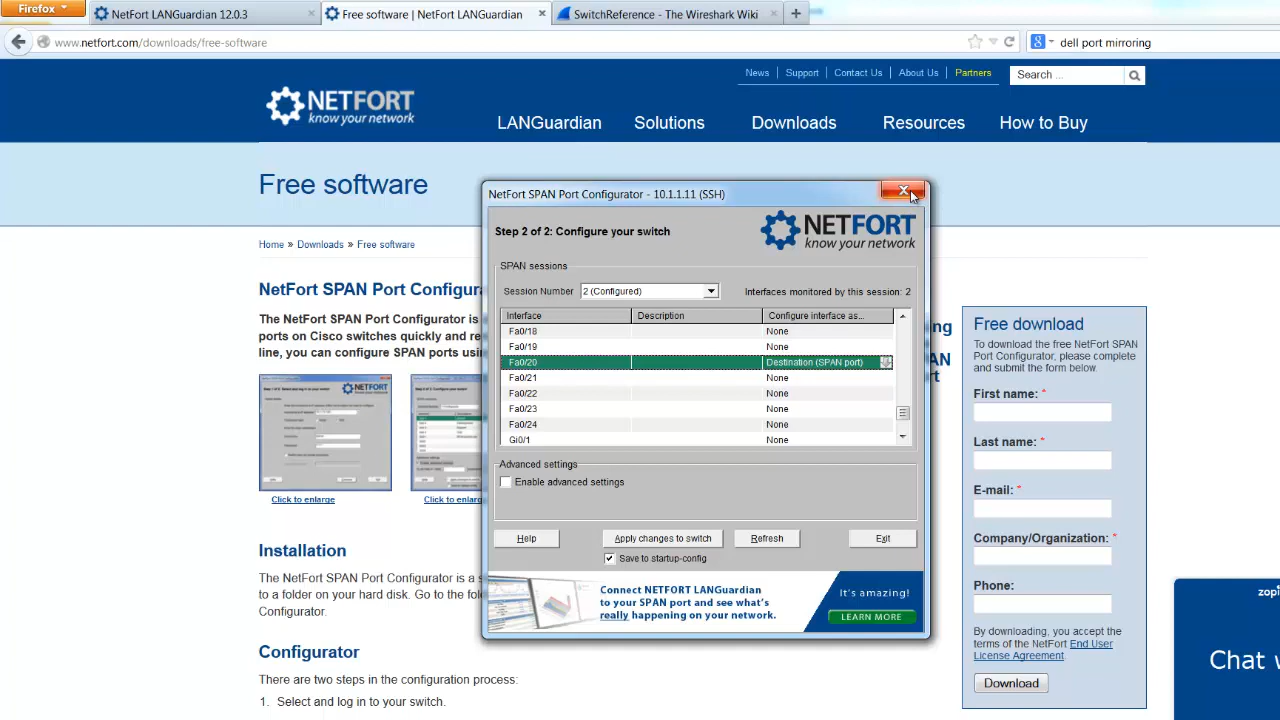 Firefox
NetFort LANGuardian 12.0.3
Free software | NetFort LANGuardian
SwitchReference - The Wireshark Wiki
www.netfort.com/downloads/free-software
dell port mirroring
News
Support
Contact Us
About Us
Partners
Search ...
NETFORT
know your network
LANGuardian
Solutions
Downloads
Resources
How to Buy
Free software
Home » Downloads » Free software
NetFort SPAN Port Configura
The NetFort SPAN Port Configurator is
ports on Cisco switches quickly and re
line, you can configure SPAN ports usin
Click to enlarge
Click to enlarg
Installation
The NetFort SPAN Port Configurator is a s
to a folder on your hard disk. Go to the fol
Configurator.
Configurator
There are two steps in the configuration process:
1. Select and log in to your switch.
NetFort SPAN Port Configurator - 10.1.1.11 (SSH)
Step 2 of 2: Configure your switch
NETFORT
know your network
SPAN sessions
Session Number
2 (Configured)
Interfaces monitored by this session: 2
Interface Description Configure interface as...
Fa0/18 None
Fa0/19 None
Fa0/20 Destination (SPAN port)
Fa0/21 None
Fa0/22 None
Fa0/23 None
Fa0/24 None
Gi0/1 None
Advanced settings
Enable advanced settings
Help
Apply changes to switch
Refresh
Exit
Save to startup-config
Connect NETFORT LANGuardian
to your SPAN port and see what's
really happening on your network.
It's amazing!
LEARN MORE
ing
AN
t
Free download
To download the free NetFort SPAN
Port Configurator, please complete
and submit the form below.
First name: *
Last name: *
E-mail: *
Company/Organization: *
Phone:
By downloading, you accept the
terms of the NetFort End User
License Agreement.
Download
zopi
Chat w